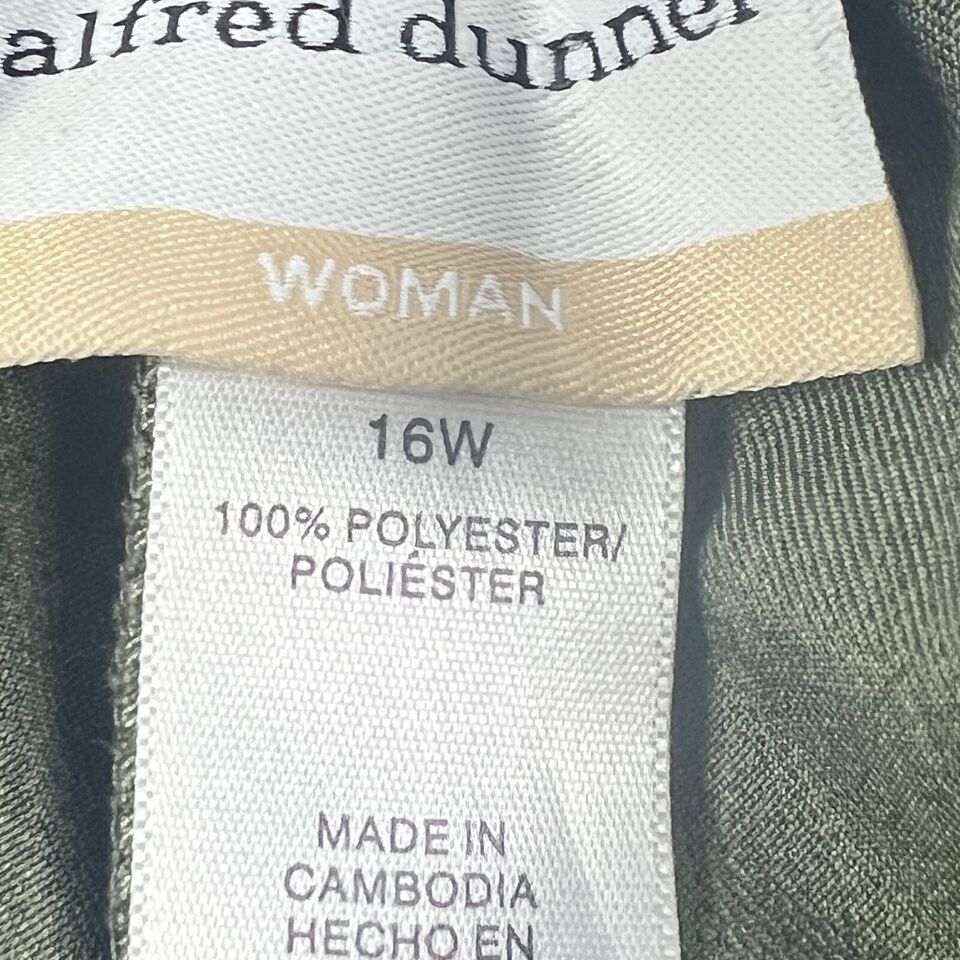 alfred dunner
WOMAN
16W
100% POLYESTER/
POLIÉSTER
MADE IN
CAMBODIA
HECHO EN